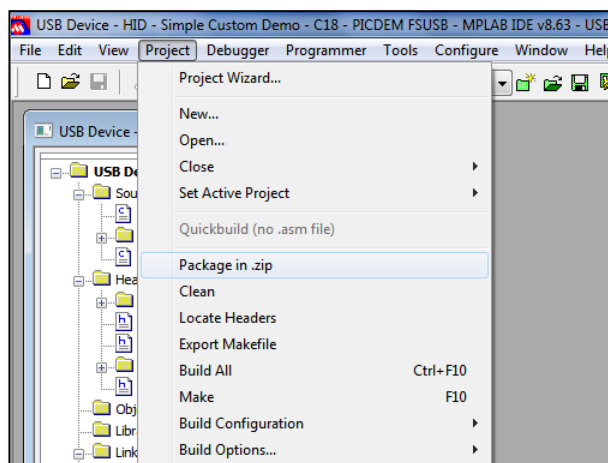 USB Device - HID - Simple Custom Demo - C18 - PICDEM FSUSB - MPLAB IDE v8.63 - USB
File Edit View Project Debugger Programmer Tools Configure Window Help
Project Wizard...
New...
USB Device -
Open...
Close
USB De
Set Active Project
Sou
Quickbuild (no .asm file)
Package in .zip
Hea
Clean
Locate Headers
Export Makefile
Build All Ctrl+F10
Make F10
Obj
Build Configuration
Libr
Build Options...
Link